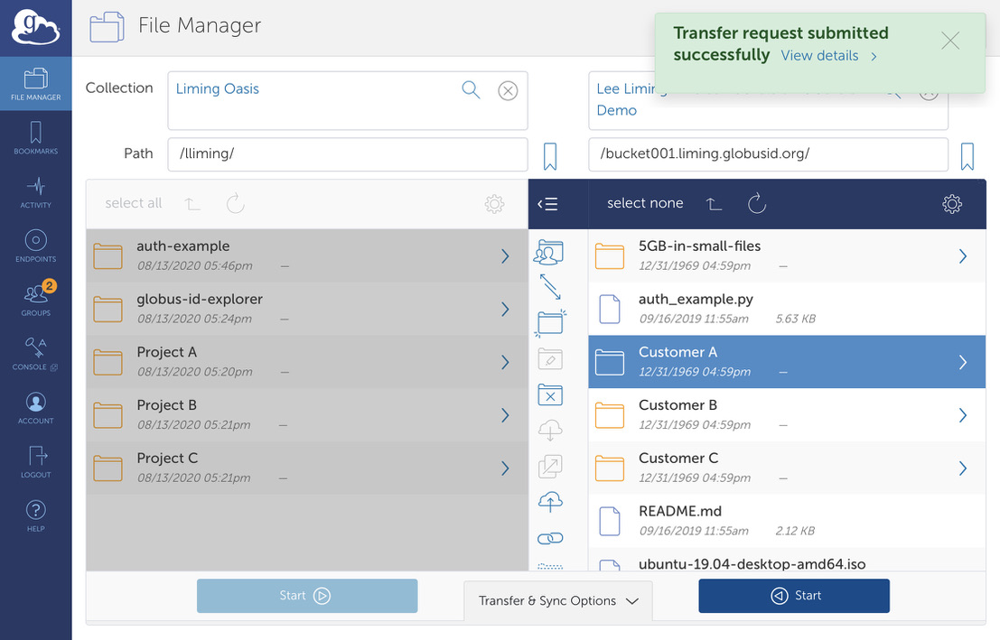 g
File Manager
Transfer request submitted
successfully View details
FILE MANAGER
BOOKMARKS
ACTIVITY
ENDPOINTS
2
GROUPS
CONSOLE
ACCOUNT
LOGOUT
?
HELP
Collection
Liming Oasis
Lee Liming
Demo
Path
/lliming/
/bucket001.liming.globusid.org/
select all
select none
auth-example
08/13/2020 05:46pm —
globus-id-explorer
08/13/2020 05:24pm —
Project A
08/13/2020 05:20pm —
Project B
08/13/2020 05:21pm —
Project C
08/13/2020 05:21pm —
5GB-in-small-files
12/31/1969 04:59pm —
auth_example.py
09/16/2019 11:55am 5.63 KB
Customer A
12/31/1969 04:59pm —
Customer B
12/31/1969 04:59pm —
Customer C
12/31/1969 04:59pm —
README.md
09/16/2019 11:55am 2.12 KB
ubuntu-19.04-desktop-amd64.iso
Start
Transfer & Sync Options
Start